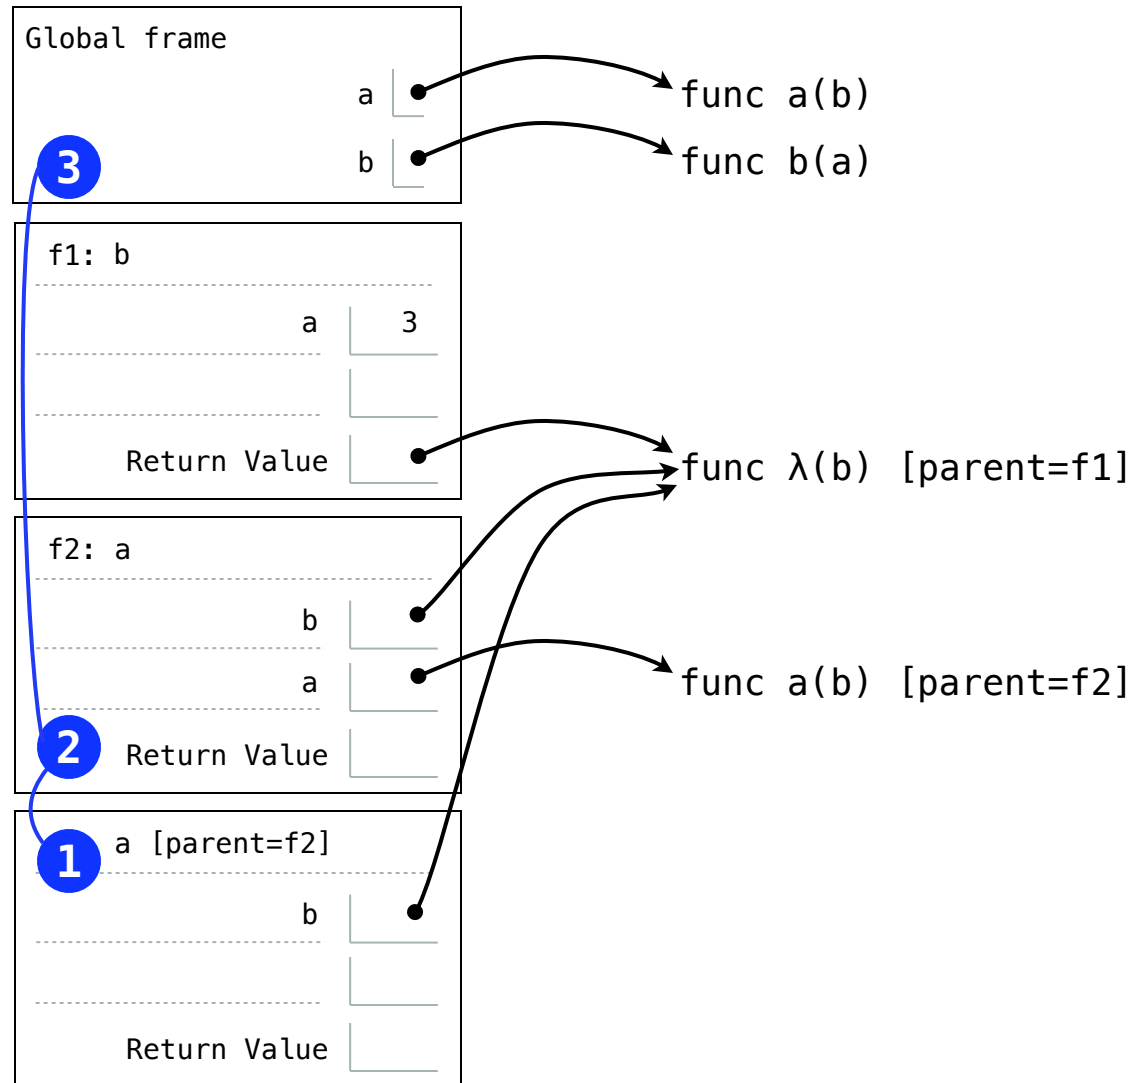 Global frame
a
func a(b)
b
func b(a)
3
f1: b
a 3
Return Value
func λ(b) [parent=f1]
f2: a
b
a
func a(b) [parent=f2]
2
Return Value
1
a [parent=f2]
b
Return Value